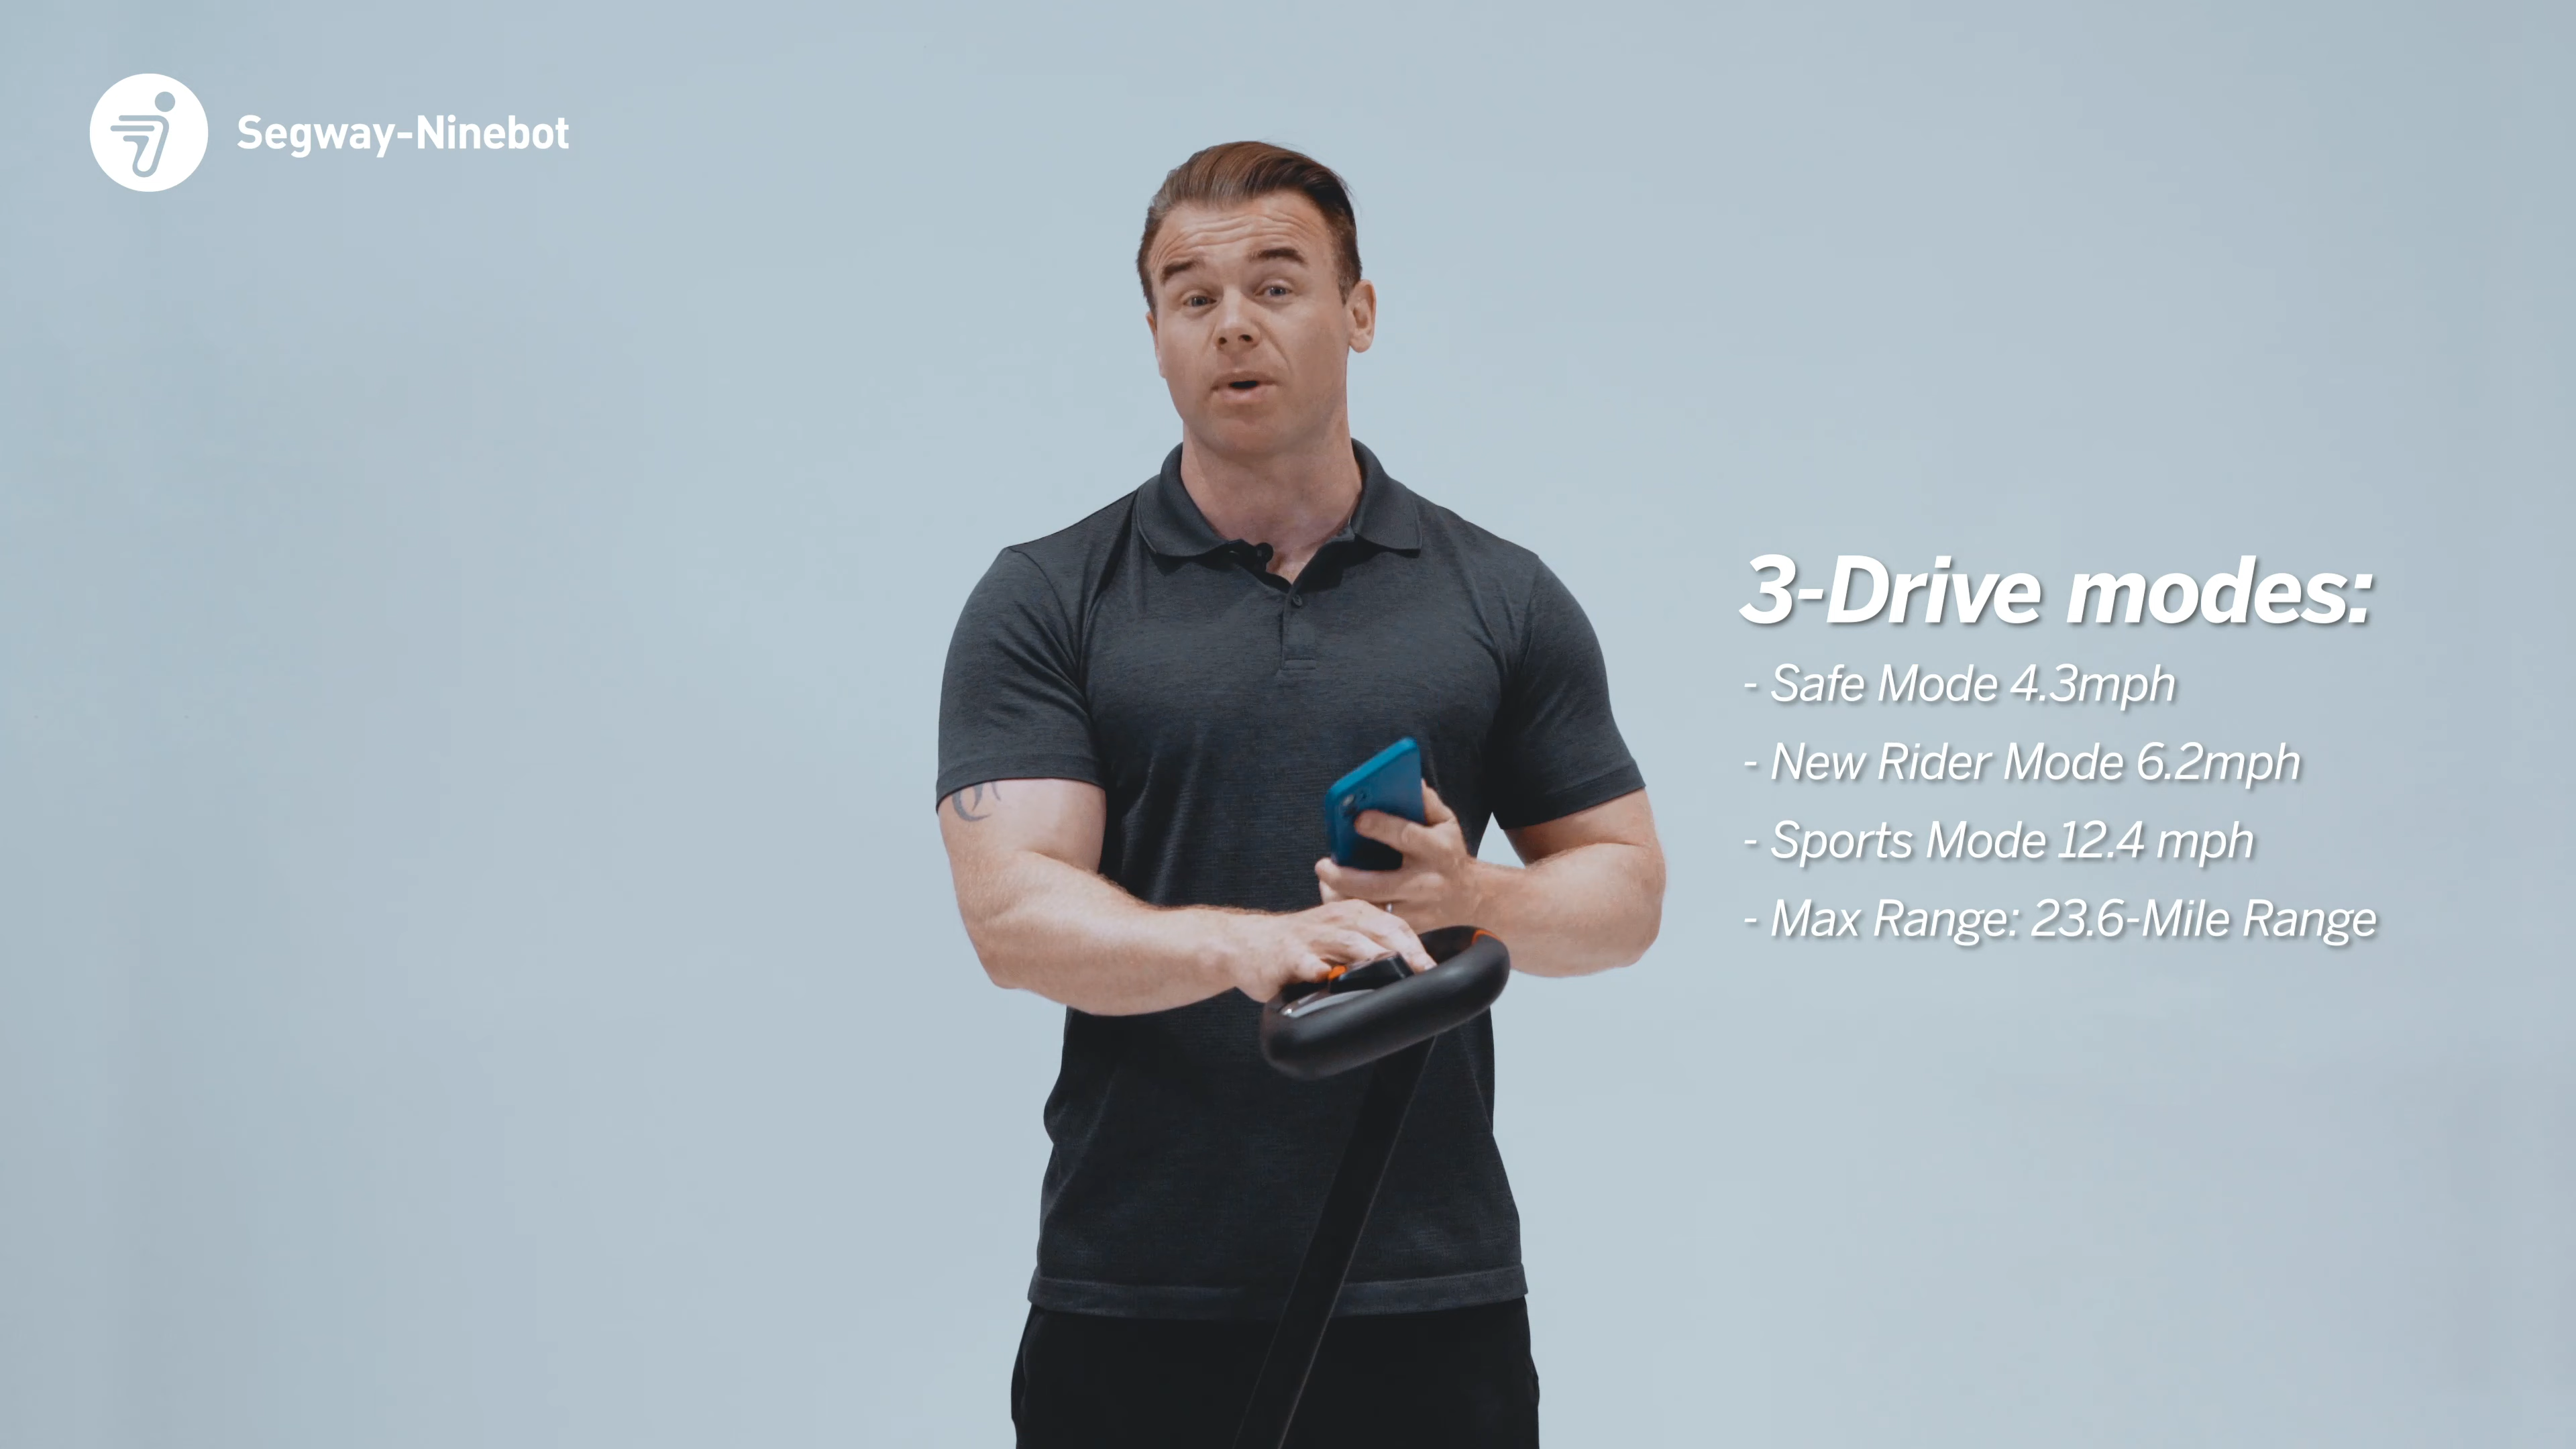 Segway-Ninebot
3-Drive modes:
- Safe Mode 4.3mph
- New Rider Mode 6.2mph
- Sports Mode 12.4 mph
- Max Range: 23.6-Mile Range